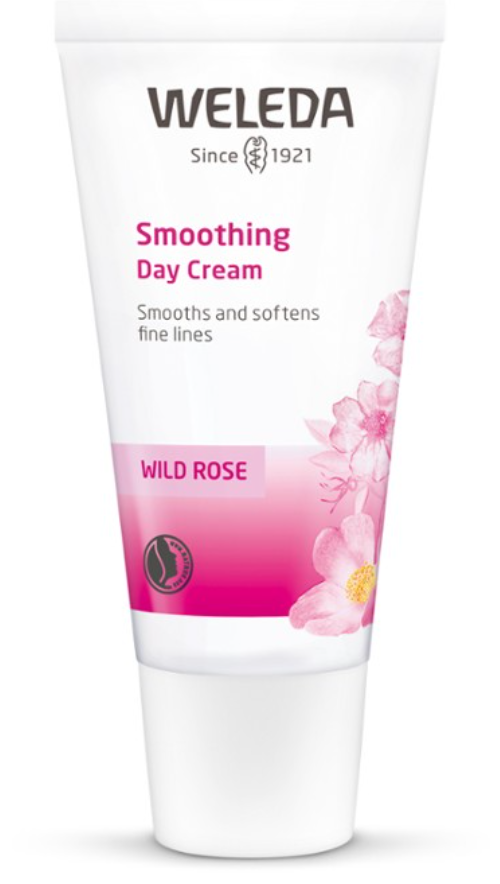 WELEDA
Since 1921
Smoothing
Day Cream
Smooths and softens
fine lines
WILD ROSE